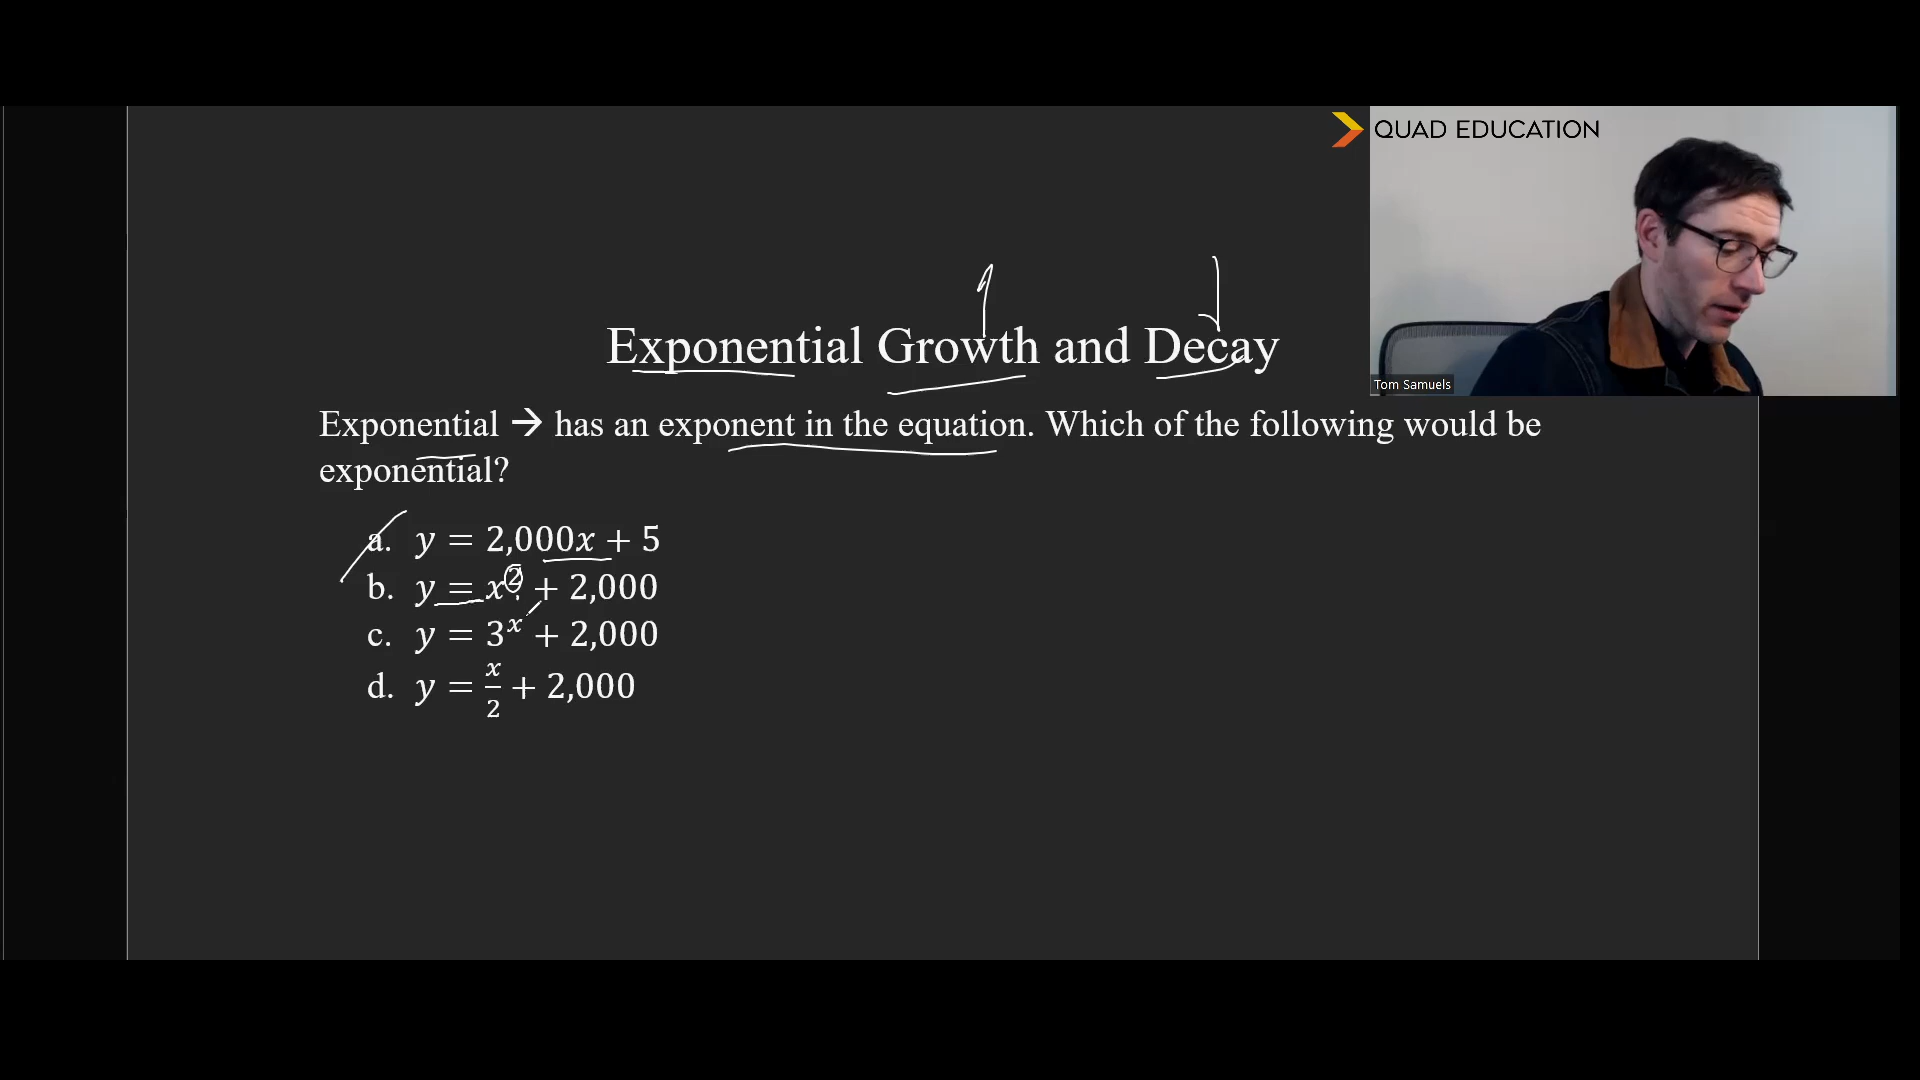 QUAD EDUCATION
Tom Samuels
Exponential Growth and Decay
Exponential → has an exponent in the equation. Which of the following would be
exponential?
a. y = 2,000x + 5
b. y = x² + 2,000
c. y = 3ˣ + 2,000
d. y = x/2 + 2,000